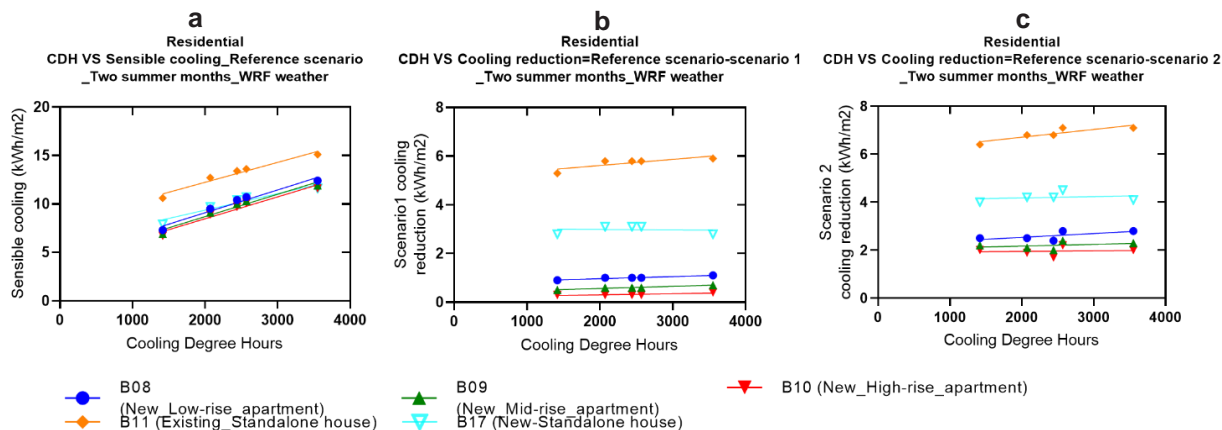 a
Residential
CDH VS Sensible cooling_Reference scenario
_Two summer months_WRF weather
Sensible cooling (kWh/m2)
20
15
10
5
0
0 1000 2000 3000 4000
Cooling Degree Hours
b
Residential
CDH VS Cooling reduction=Reference scenario-scenario 1
_Two summer months_WRF weather
Scenario1 cooling
reduction (kWh/m2)
8
6
4
2
0
0 1000 2000 3000 4000
Cooling Degree Hours
c
Residential
CDH VS Cooling reduction=Reference scenario-scenario 2
_Two summer months_WRF weather
Scenario 2
cooling reduction (kWh/m2)
8
6
4
2
0
0 1000 2000 3000 4000
Cooling Degree Hours
B08
(New_Low-rise_apartment)
B11 (Existing_Standalone house)
B09
(New_Mid-rise_apartment)
B17 (New-Standalone house)
B10 (New_High-rise_apartment)